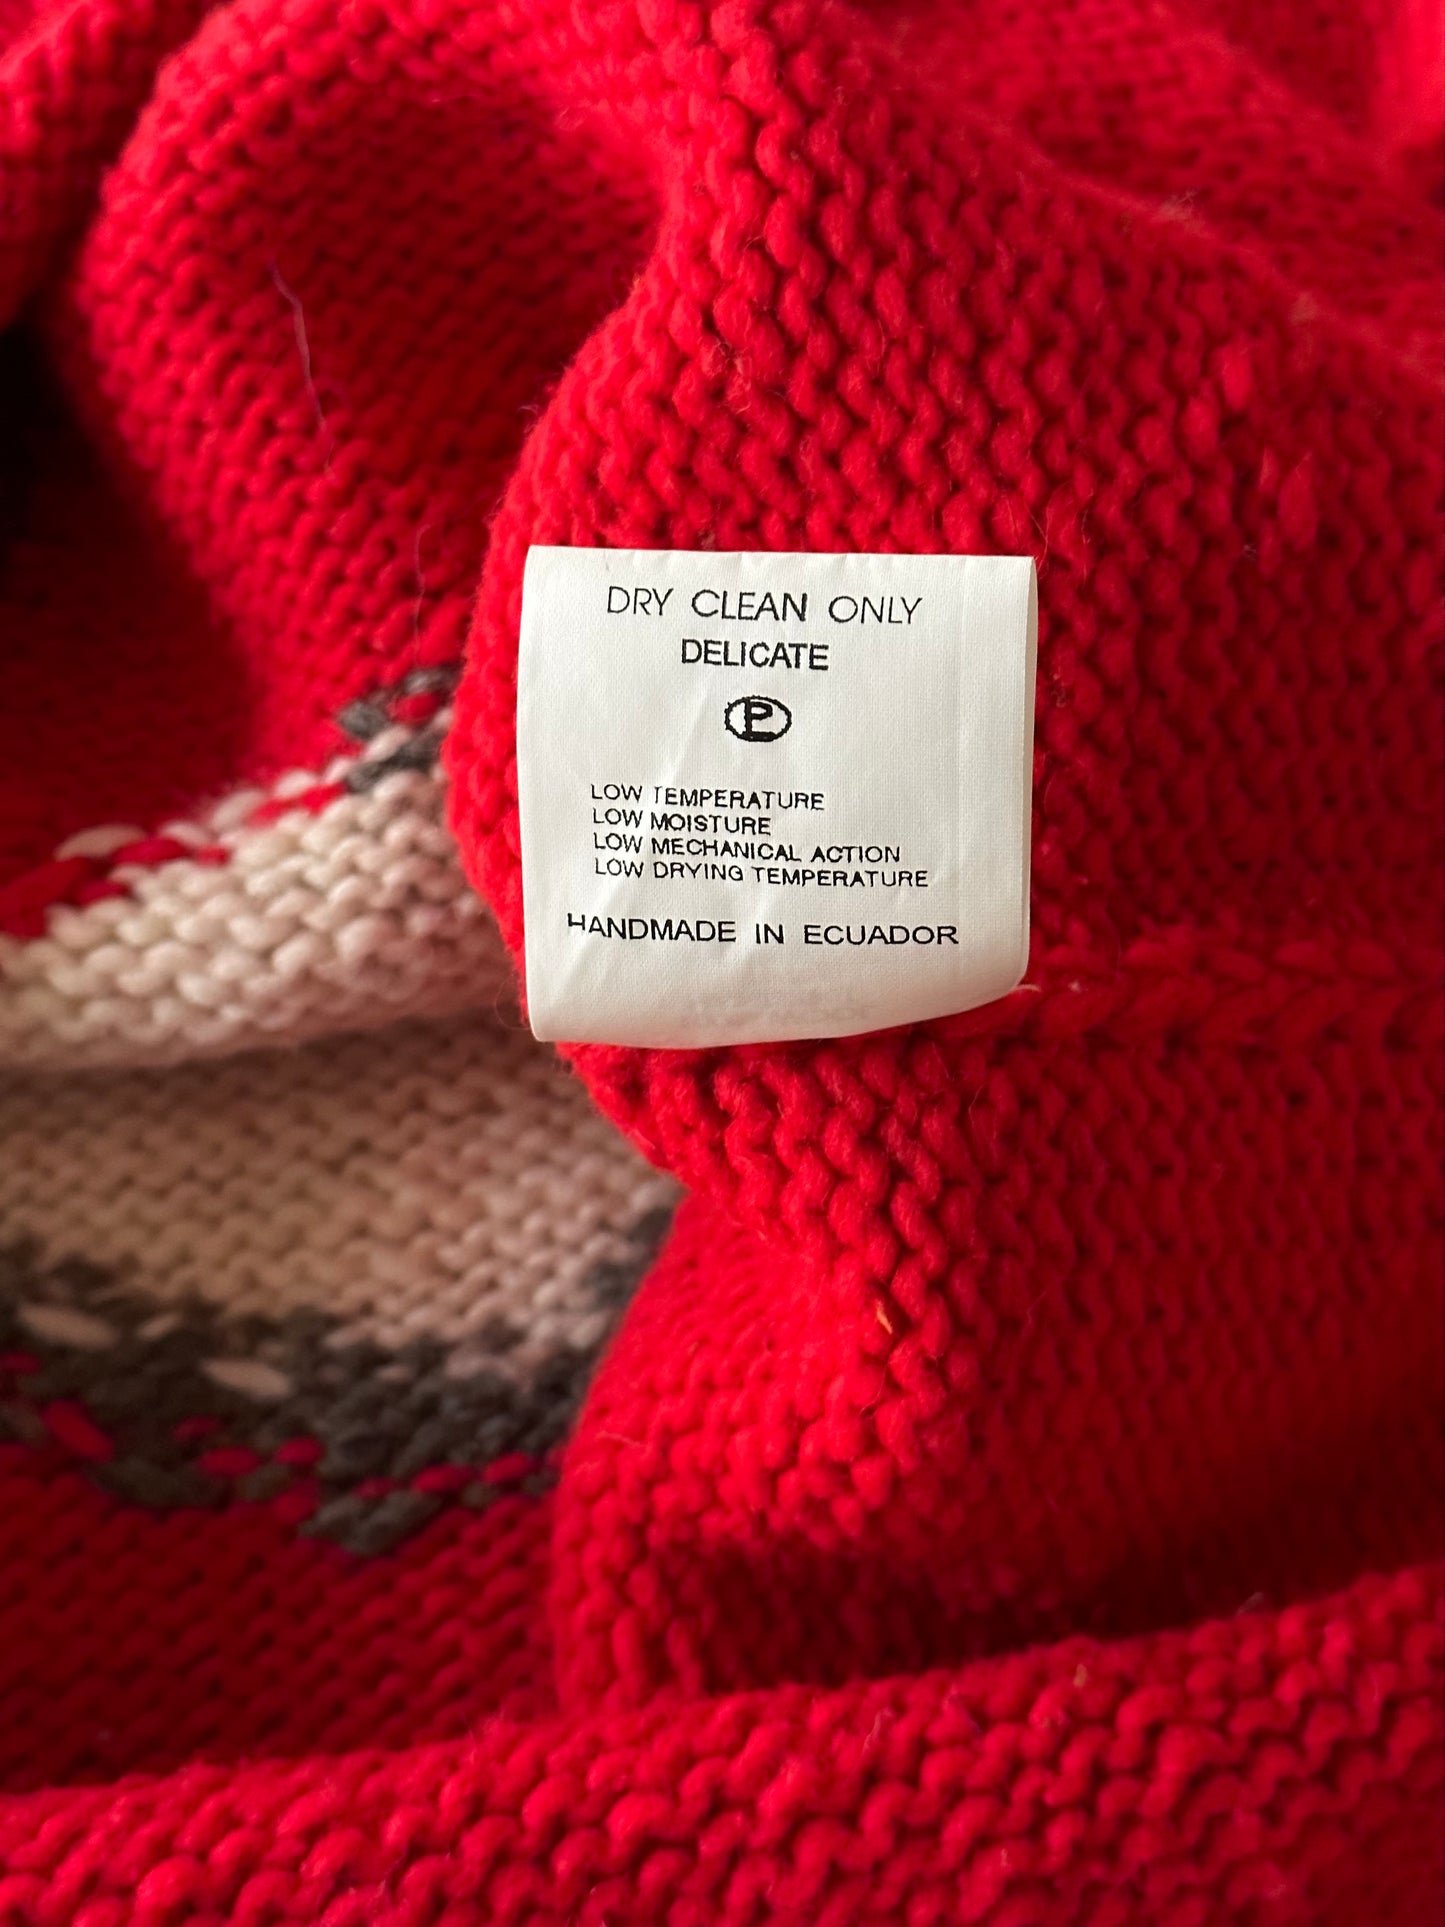 DRY CLEAN ONLY
DELICATE
P
LOW TEMPERATURE
LOW MOISTURE
LOW MECHANICAL ACTION
LOW DRYING TEMPERATURE
HANDMADE IN ECUADOR